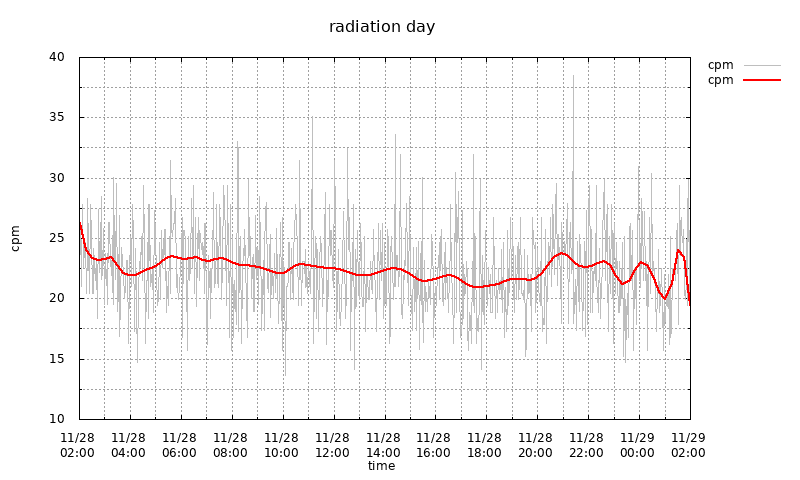 radiation day
40
35
30
25
20
15
10
cpm
cpm
cpm
11/28 11/28 11/28 11/28 11/28 11/28 11/28 11/28 11/28 11/28 11/28 11/29 11/29
02:00 04:00 06:00 08:00 10:00 12:00 14:00 16:00 18:00 20:00 22:00 00:00 02:00
time